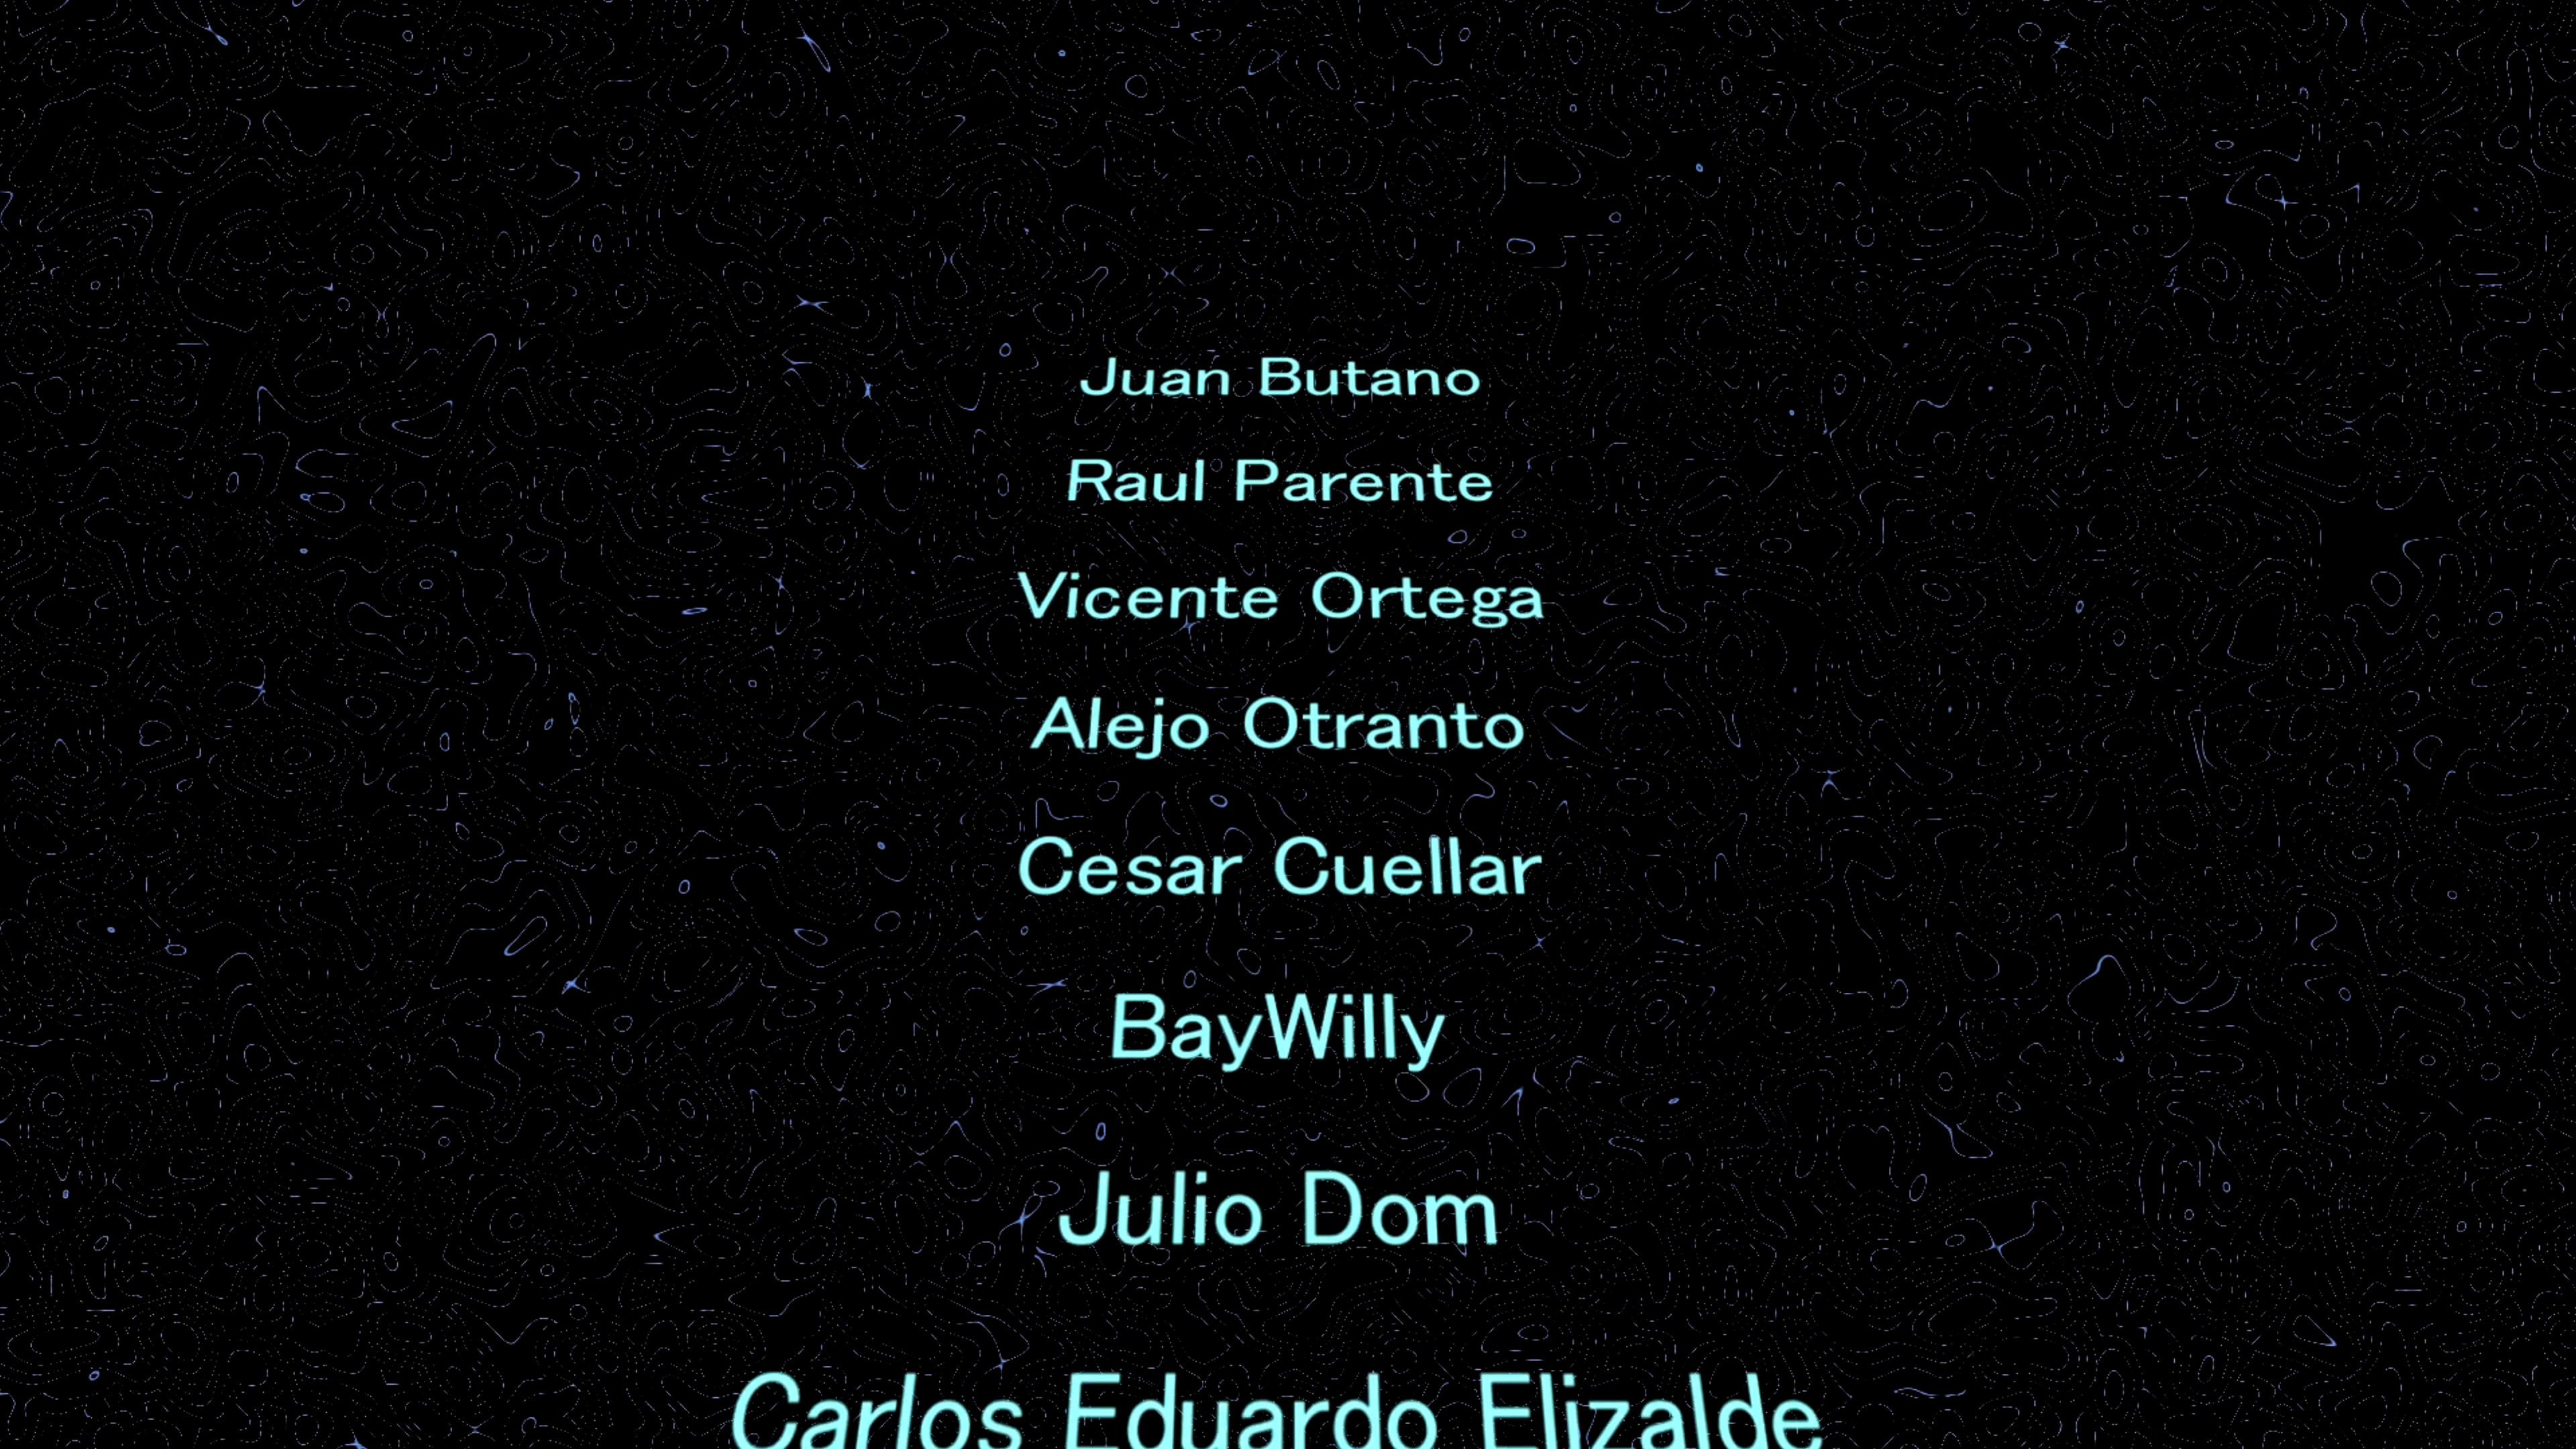 Juan Butano
Raul Parente
Vicente Ortega
Alejo Otranto
Cesar Cuellar
BayWilly
Julio Dom
Carlos Eduardo Elizalde